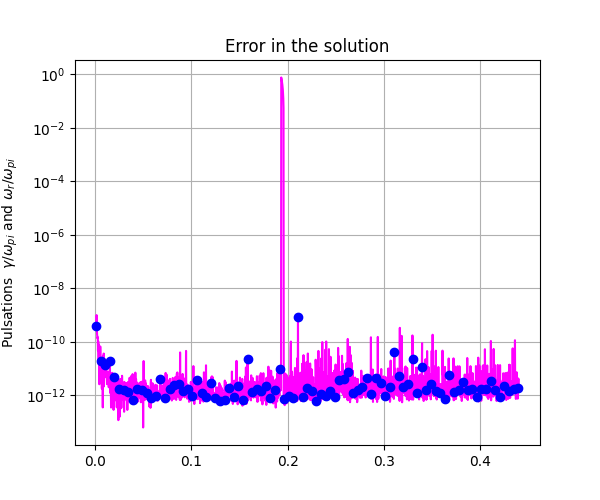 Error in the solution
Pulsations γ/ω_pi and ω_r/ω_pi
10^0
10^−2
10^−4
10^−6
10^−8
10^−10
10^−12
0.0 0.1 0.2 0.3 0.4